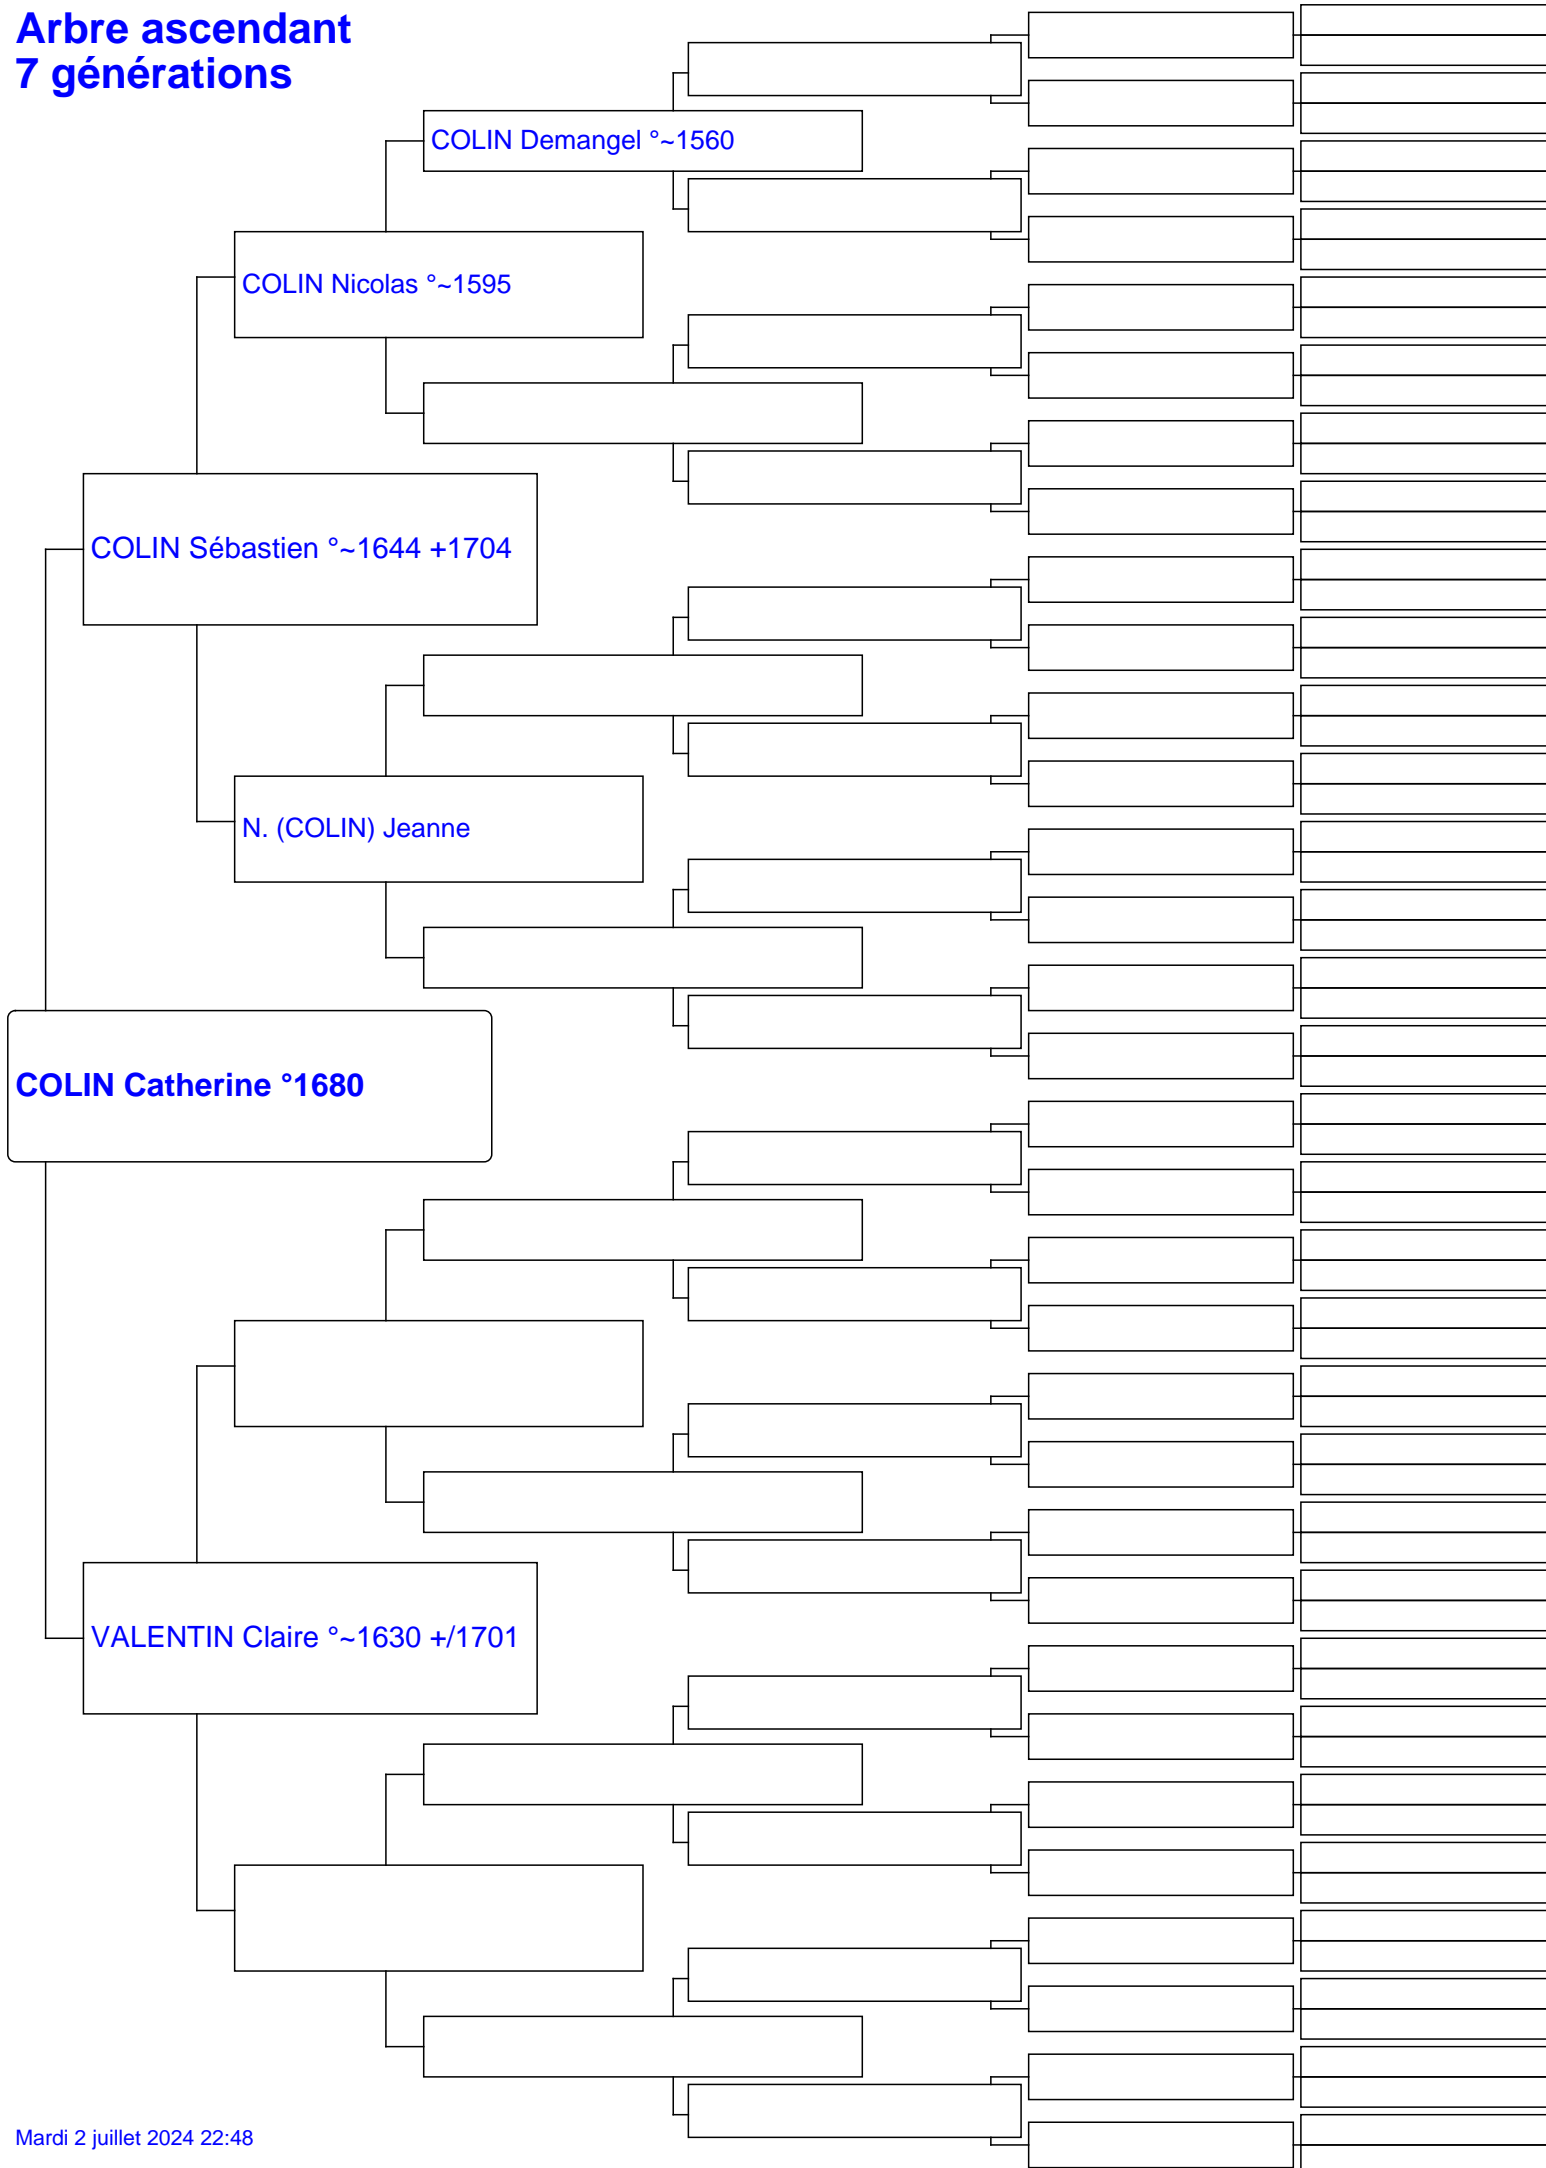 Arbre ascendant
7 générations
COLIN Demangel °~1560
COLIN Nicolas °~1595
COLIN Sébastien °~1644 +1704
N. (COLIN) Jeanne
COLIN Catherine °1680
VALENTIN Claire °~1630 +/1701
Mardi 2 juillet 2024 22:48